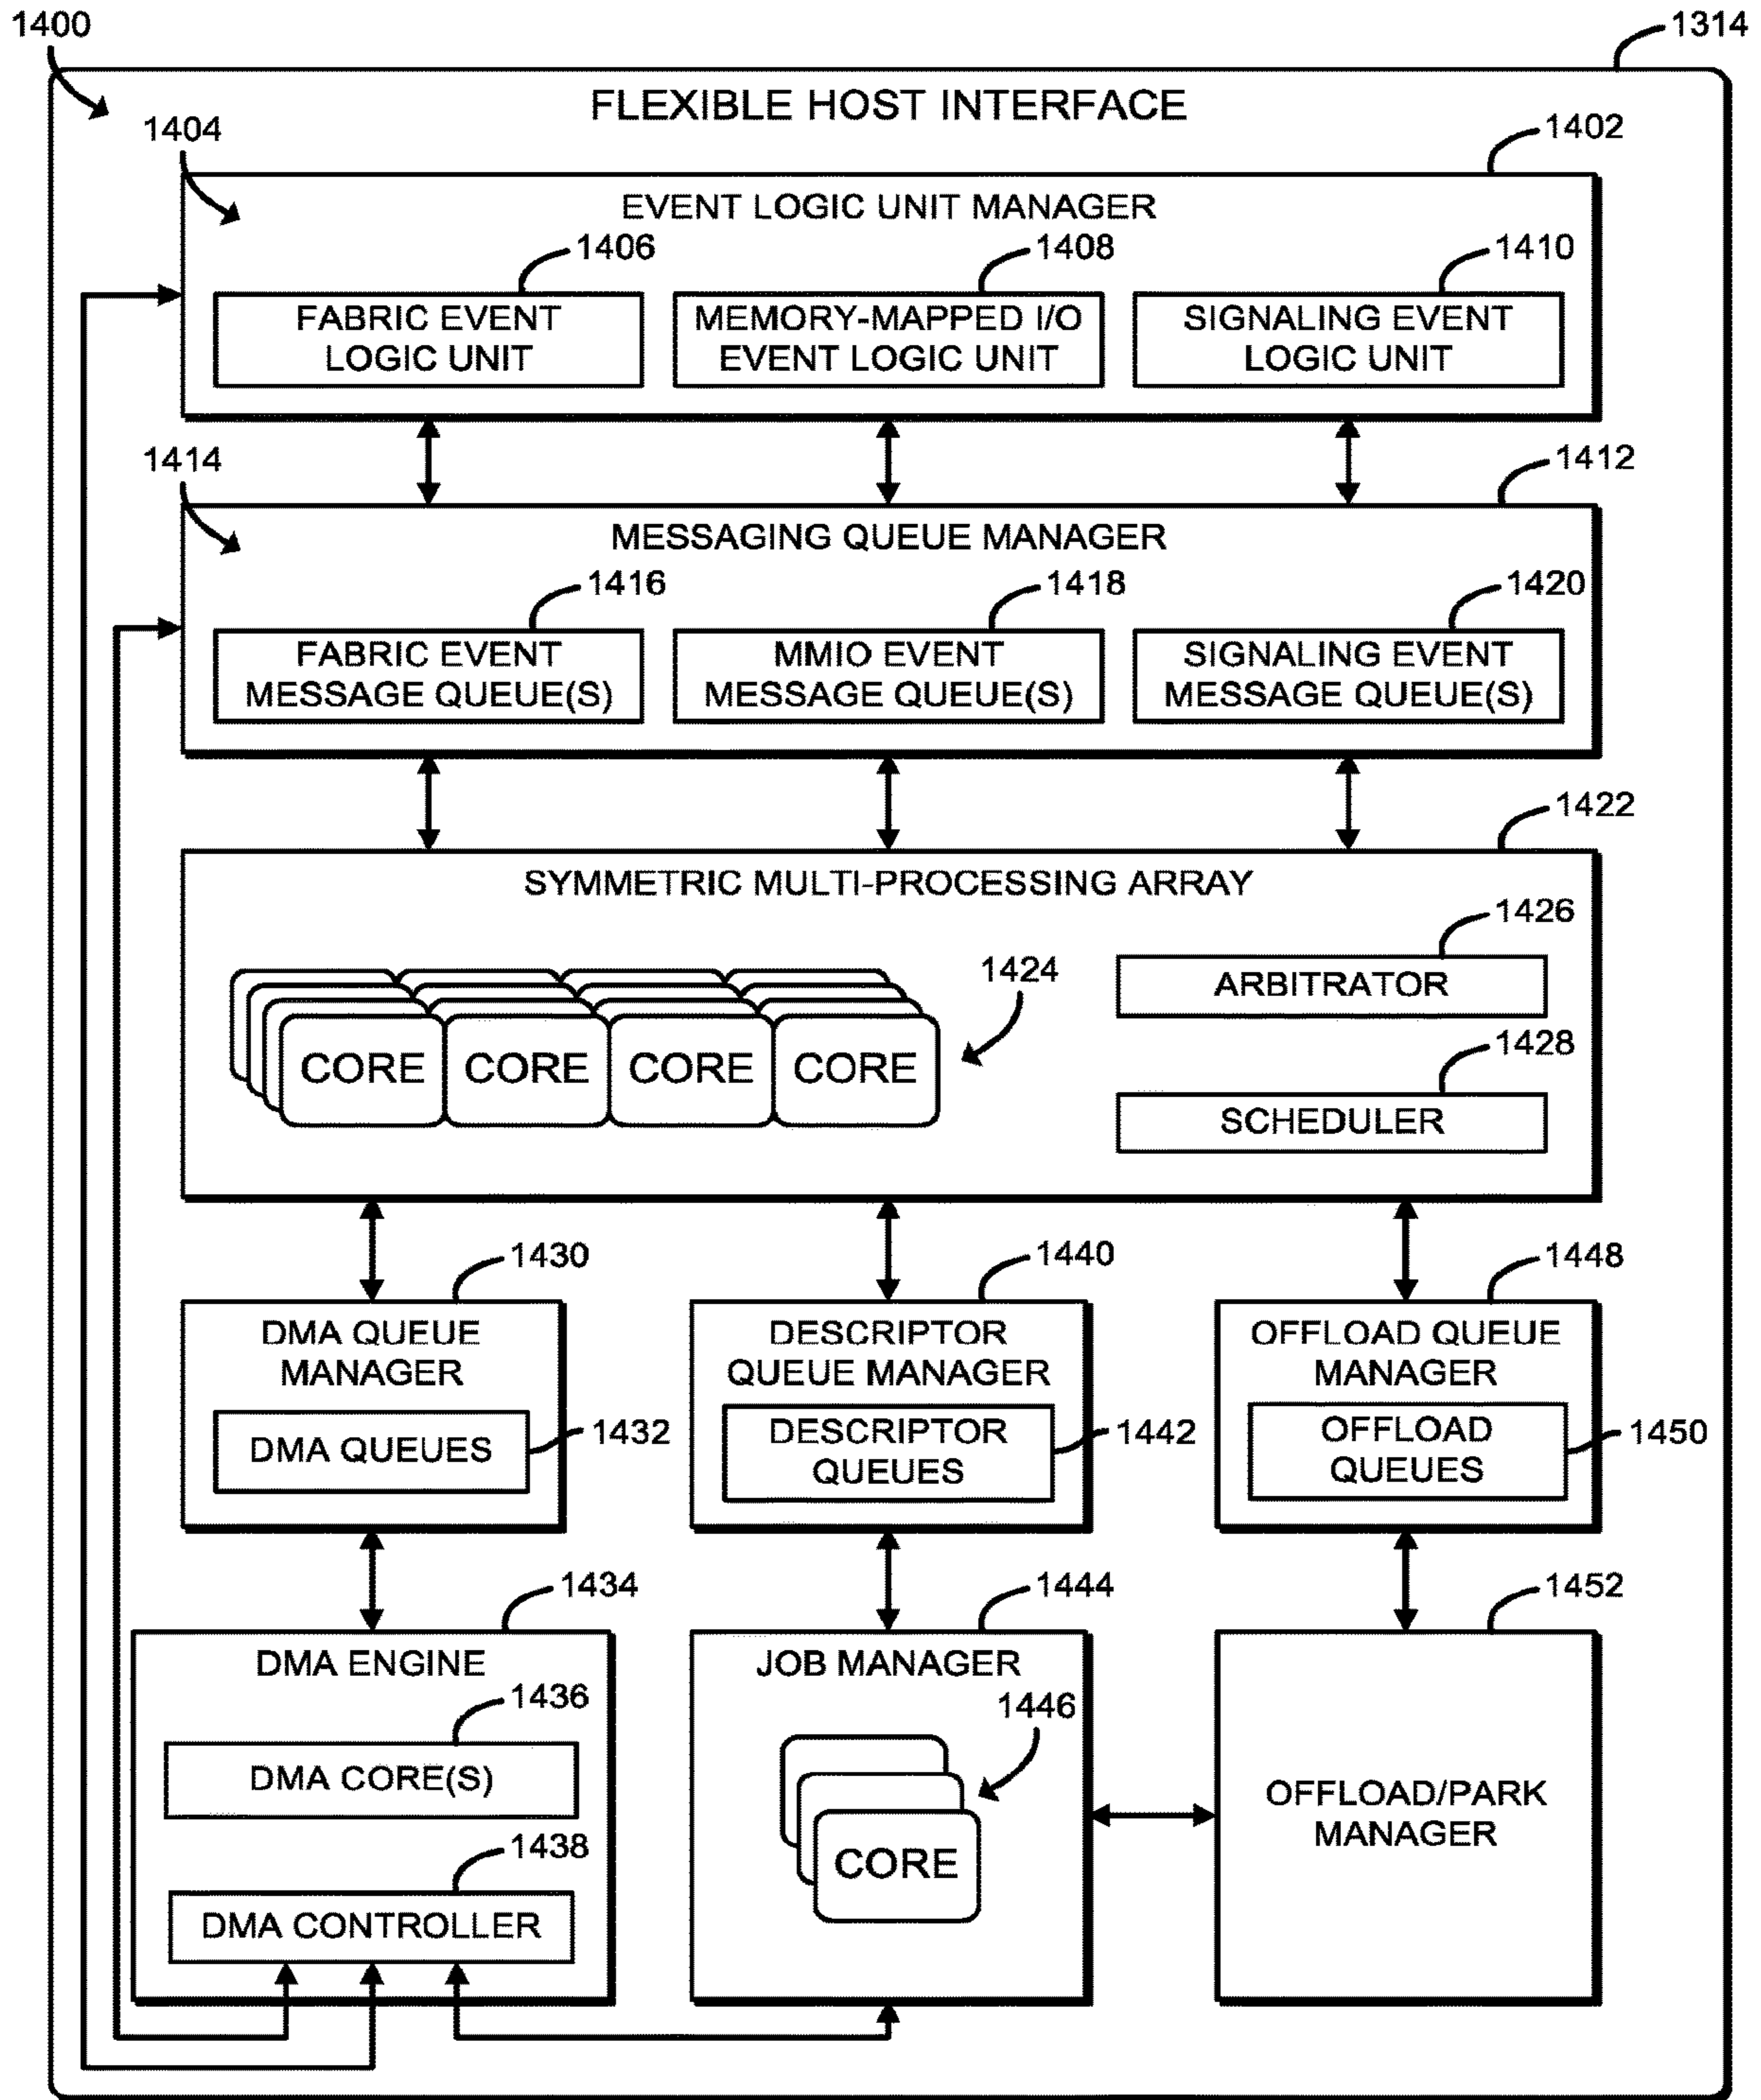 1400
1314
FLEXIBLE HOST INTERFACE
1404
1402
EVENT LOGIC UNIT MANAGER
1406
1408
1410
FABRIC EVENT
LOGIC UNIT
MEMORY-MAPPED I/O
EVENT LOGIC UNIT
SIGNALING EVENT
LOGIC UNIT
1414
1412
MESSAGING QUEUE MANAGER
1416
1418
1420
FABRIC EVENT
MESSAGE QUEUE(S)
MMIO EVENT
MESSAGE QUEUE(S)
SIGNALING EVENT
MESSAGE QUEUE(S)
1422
SYMMETRIC MULTI-PROCESSING ARRAY
1424
1426
ARBITRATOR
CORE
CORE
CORE
CORE
1428
SCHEDULER
1430
1440
1448
DMA QUEUE
MANAGER
DMA QUEUES
1432
DESCRIPTOR
QUEUE MANAGER
DESCRIPTOR
QUEUES
1442
OFFLOAD QUEUE
MANAGER
OFFLOAD
QUEUES
1450
1434
1444
1452
DMA ENGINE
1436
DMA CORE(S)
1438
DMA CONTROLLER
JOB MANAGER
1446
CORE
OFFLOAD/PARK
MANAGER